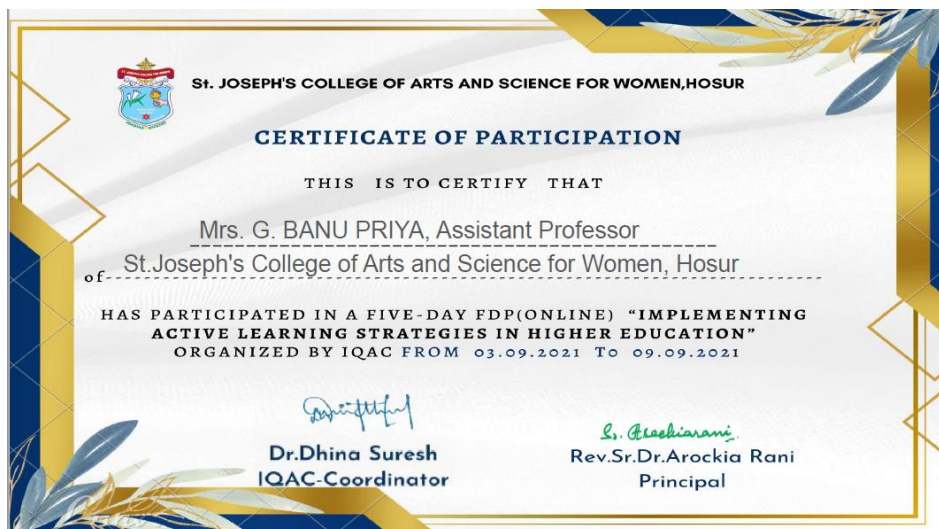 St. JOSEPH'S COLLEGE OF ARTS AND SCIENCE FOR WOMEN,HOSUR
CERTIFICATE OF PARTICIPATION
THIS IS TO CERTIFY THAT
Mrs. G. BANU PRIYA, Assistant Professor
of St.Joseph's College of Arts and Science for Women, Hosur
HAS PARTICIPATED IN A FIVE-DAY FDP(ONLINE) “IMPLEMENTING
ACTIVE LEARNING STRATEGIES IN HIGHER EDUCATION”
ORGANIZED BY IQAC FROM 03.09.2021 TO 09.09.2021
Dr.Dhina Suresh
IQAC-Coordinator
Rev.Sr.Dr.Arockia Rani
Principal